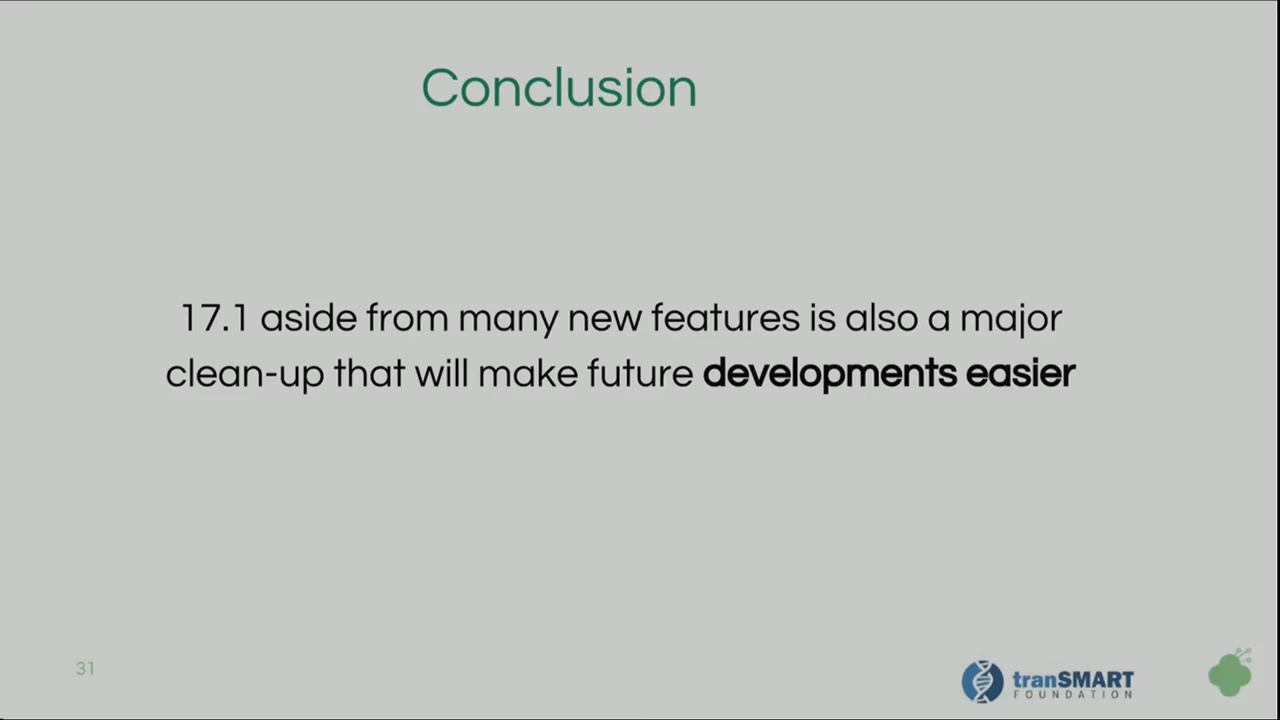 Conclusion
17.1 aside from many new features is also a major
clean-up that will make future developments easier
31
tranSMART
FOUNDATION